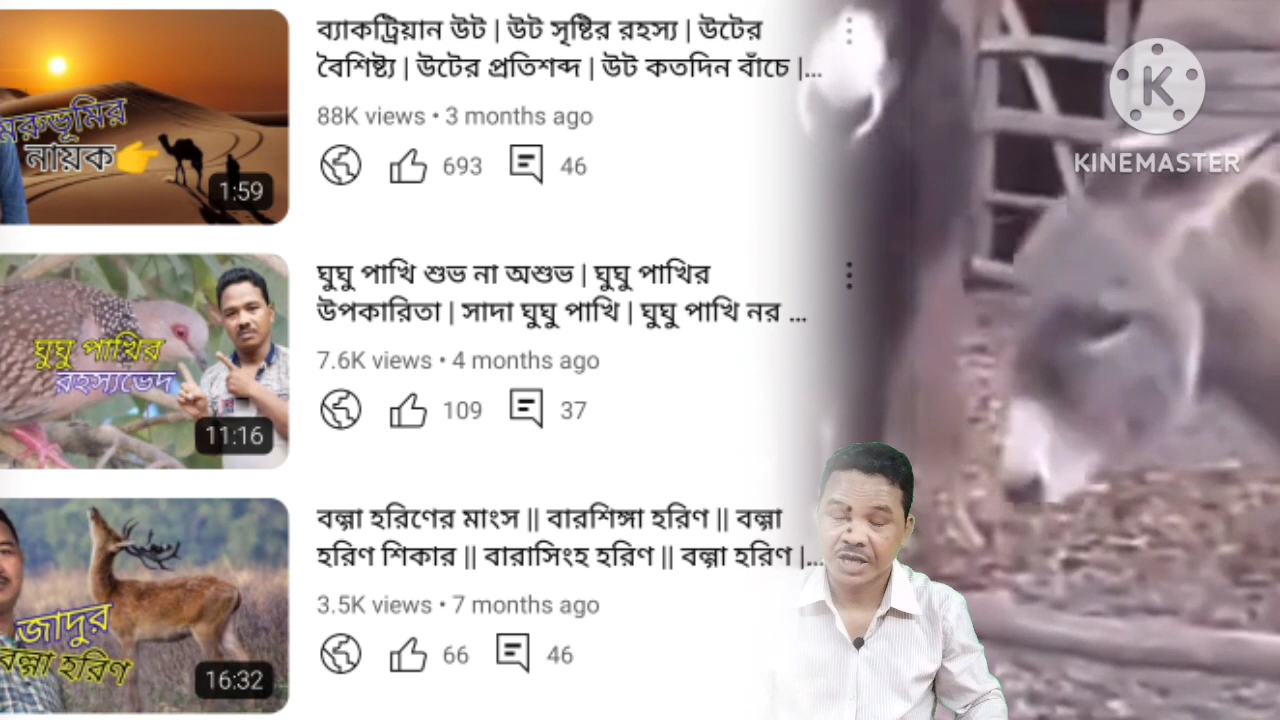 মরুভূমির
নায়ক
1:59
ব্যাকট্রিয়ান উট | উট সৃষ্টির রহস্য | উটের
বৈশিষ্ট্য | উটের প্রতিশব্দ | উট কতদিন বাঁচে |...
88K views • 3 months ago
693 46
ঘুঘু পাখির
রহস্যভেদ
11:16
ঘুঘু পাখি শুভ না অশুভ | ঘুঘু পাখির
উপকারিতা | সাদা ঘুঘু পাখি | ঘুঘু পাখি নর ...
7.6K views • 4 months ago
109 37
জাদুর
বল্গা হরিণ
16:32
বল্গা হরিণের মাংস || বারশিঙ্গা হরিণ || বল্গা
হরিণ শিকার || বারাসিংহ হরিণ || বল্গা হরিণ |...
3.5K views • 7 months ago
66 46
K
KINEMASTER